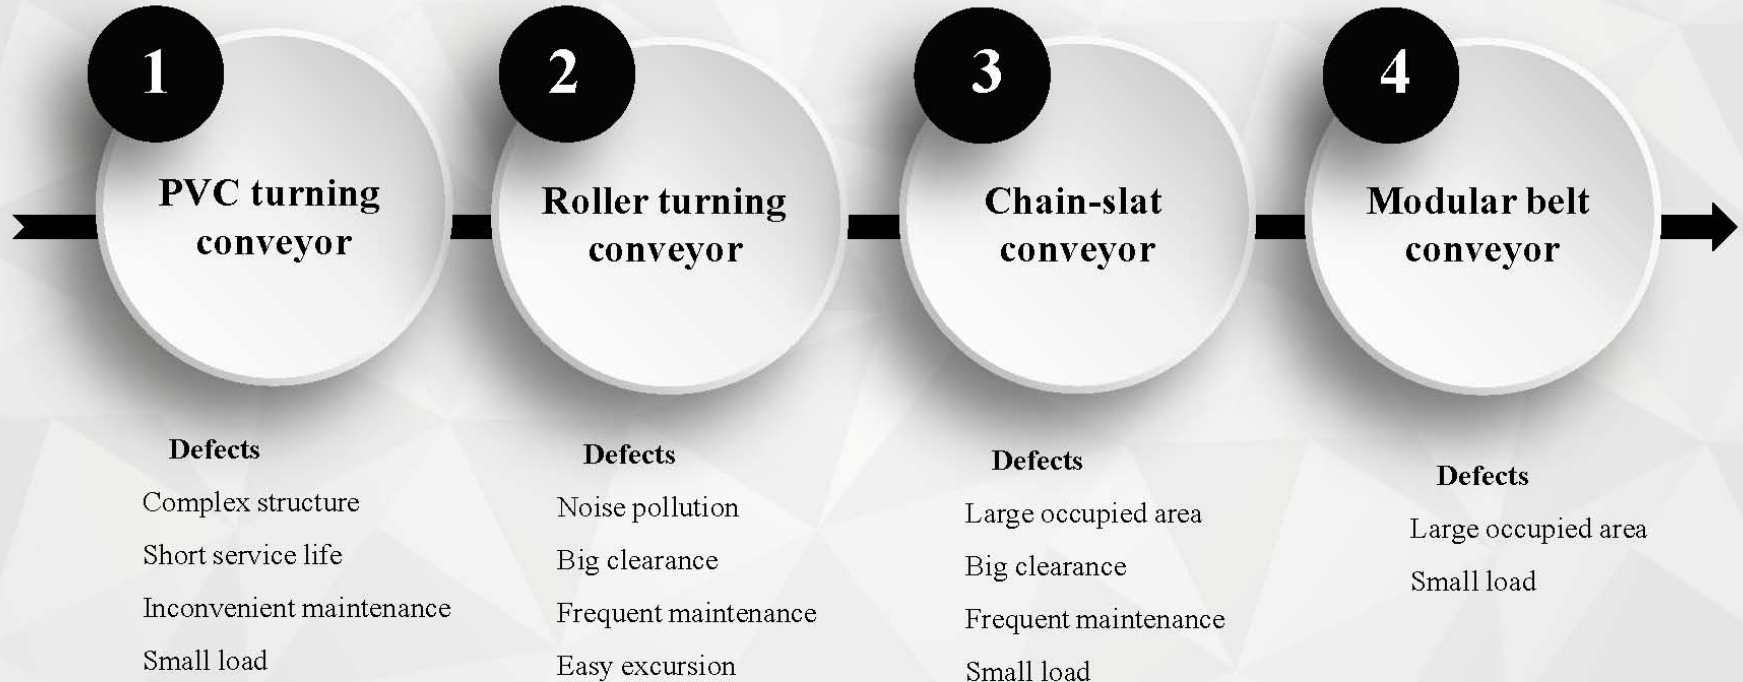 1
PVC turning
conveyor
Defects
Complex structure
Short service life
Inconvenient maintenance
Small load
2
Roller turning
conveyor
Defects
Noise pollution
Big clearance
Frequent maintenance
Easy excursion
3
Chain-slat
conveyor
Defects
Large occupied area
Big clearance
Frequent maintenance
Small load
4
Modular belt
conveyor
Defects
Large occupied area
Small load